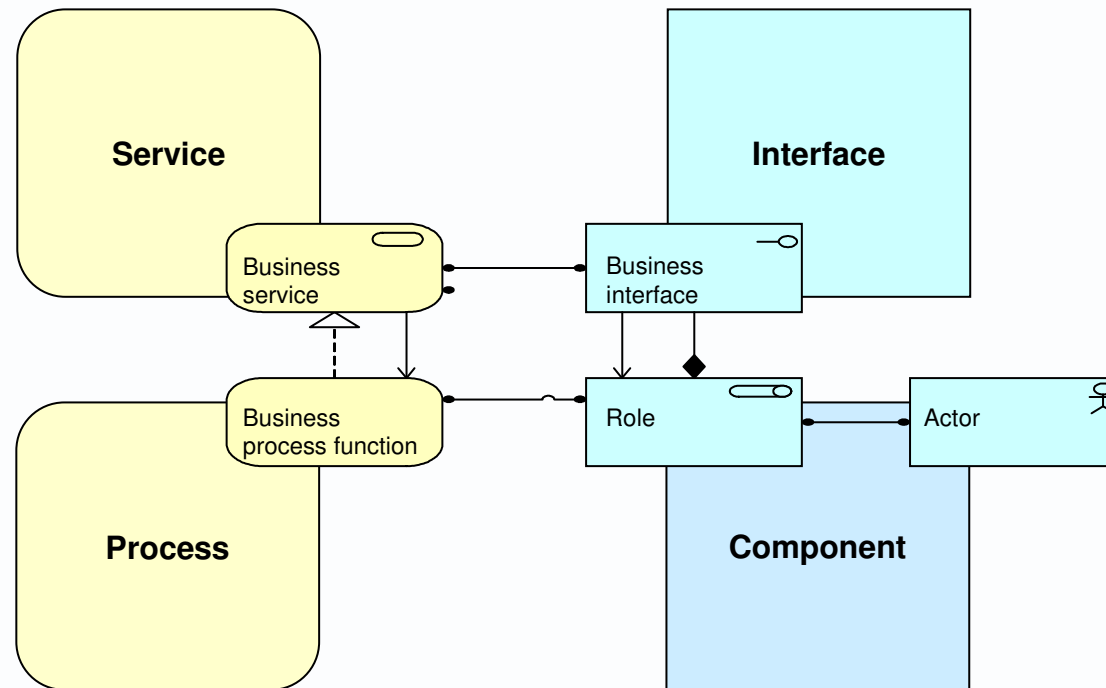 Service
Interface
Business
service
Business
interface
Business
process function
Role
Actor
Process
Component